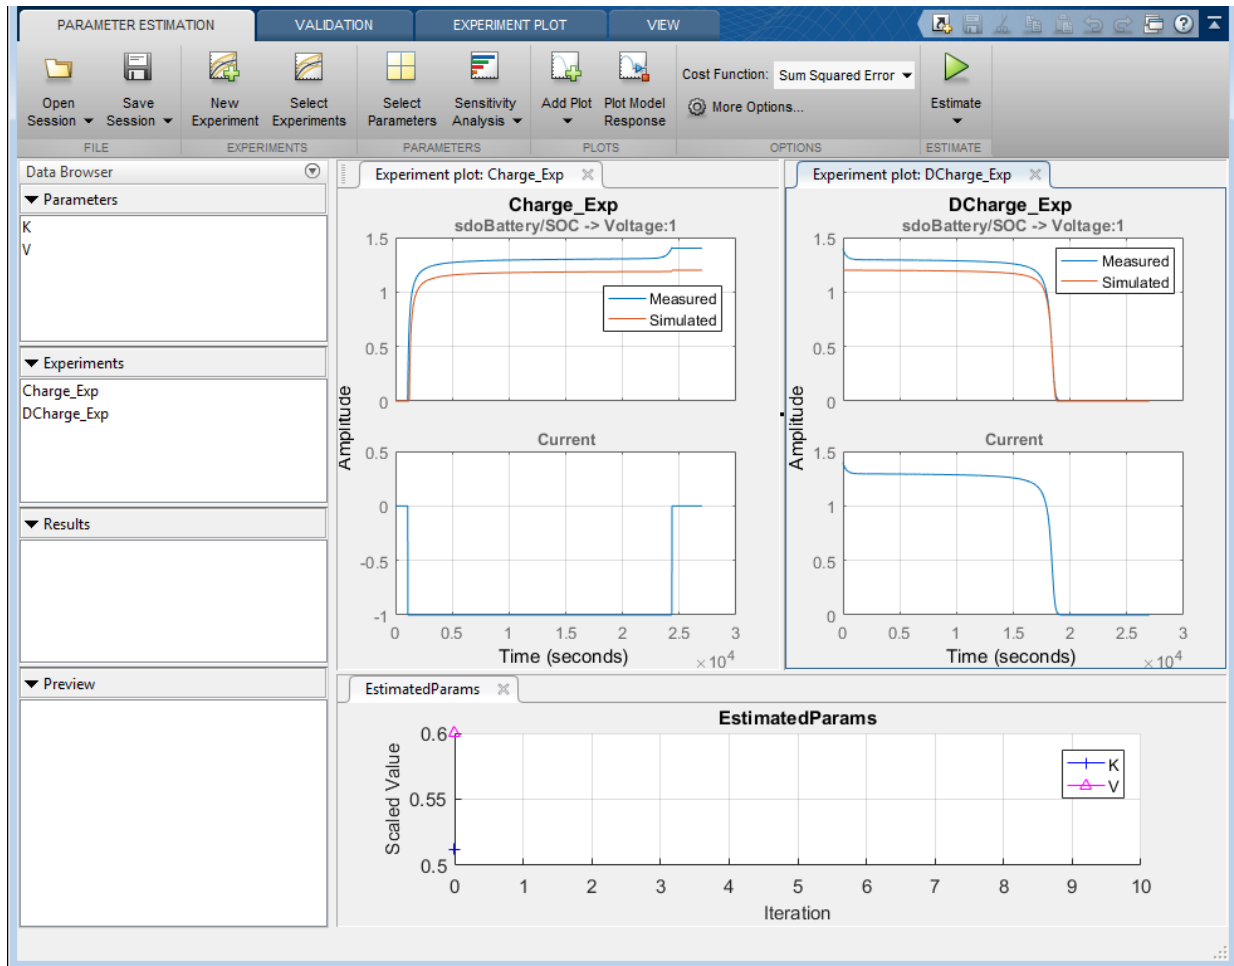 PARAMETER ESTIMATION VALIDATION EXPERIMENT PLOT VIEW
Open Session
Save Session
New Experiment
Select Experiments
Select Parameters
Sensitivity Analysis
Add Plot
Plot Model Response
Cost Function: Sum Squared Error
More Options...
Estimate
FILE EXPERIMENTS PARAMETERS PLOTS OPTIONS ESTIMATE
Data Browser
Parameters
K
V
Experiments
Charge_Exp
DCharge_Exp
Results
Preview
Experiment plot: Charge_Exp
Charge_Exp
sdoBattery/SOC -> Voltage:1
1.5
1
0.5
0
Measured
Simulated
Amplitude
Current
0.5
0
-0.5
-1
0 0.5 1 1.5 2 2.5 3
Time (seconds)
×10^4
Experiment plot: DCharge_Exp
DCharge_Exp
sdoBattery/SOC -> Voltage:1
1.5
1
0.5
0
Measured
Simulated
Amplitude
Current
1.5
1
0.5
0
0 0.5 1 1.5 2 2.5 3
Time (seconds)
×10^4
EstimatedParams
EstimatedParams
0.6
0.55
0.5
Scaled Value
K
V
0 1 2 3 4 5 6 7 8 9 10
Iteration